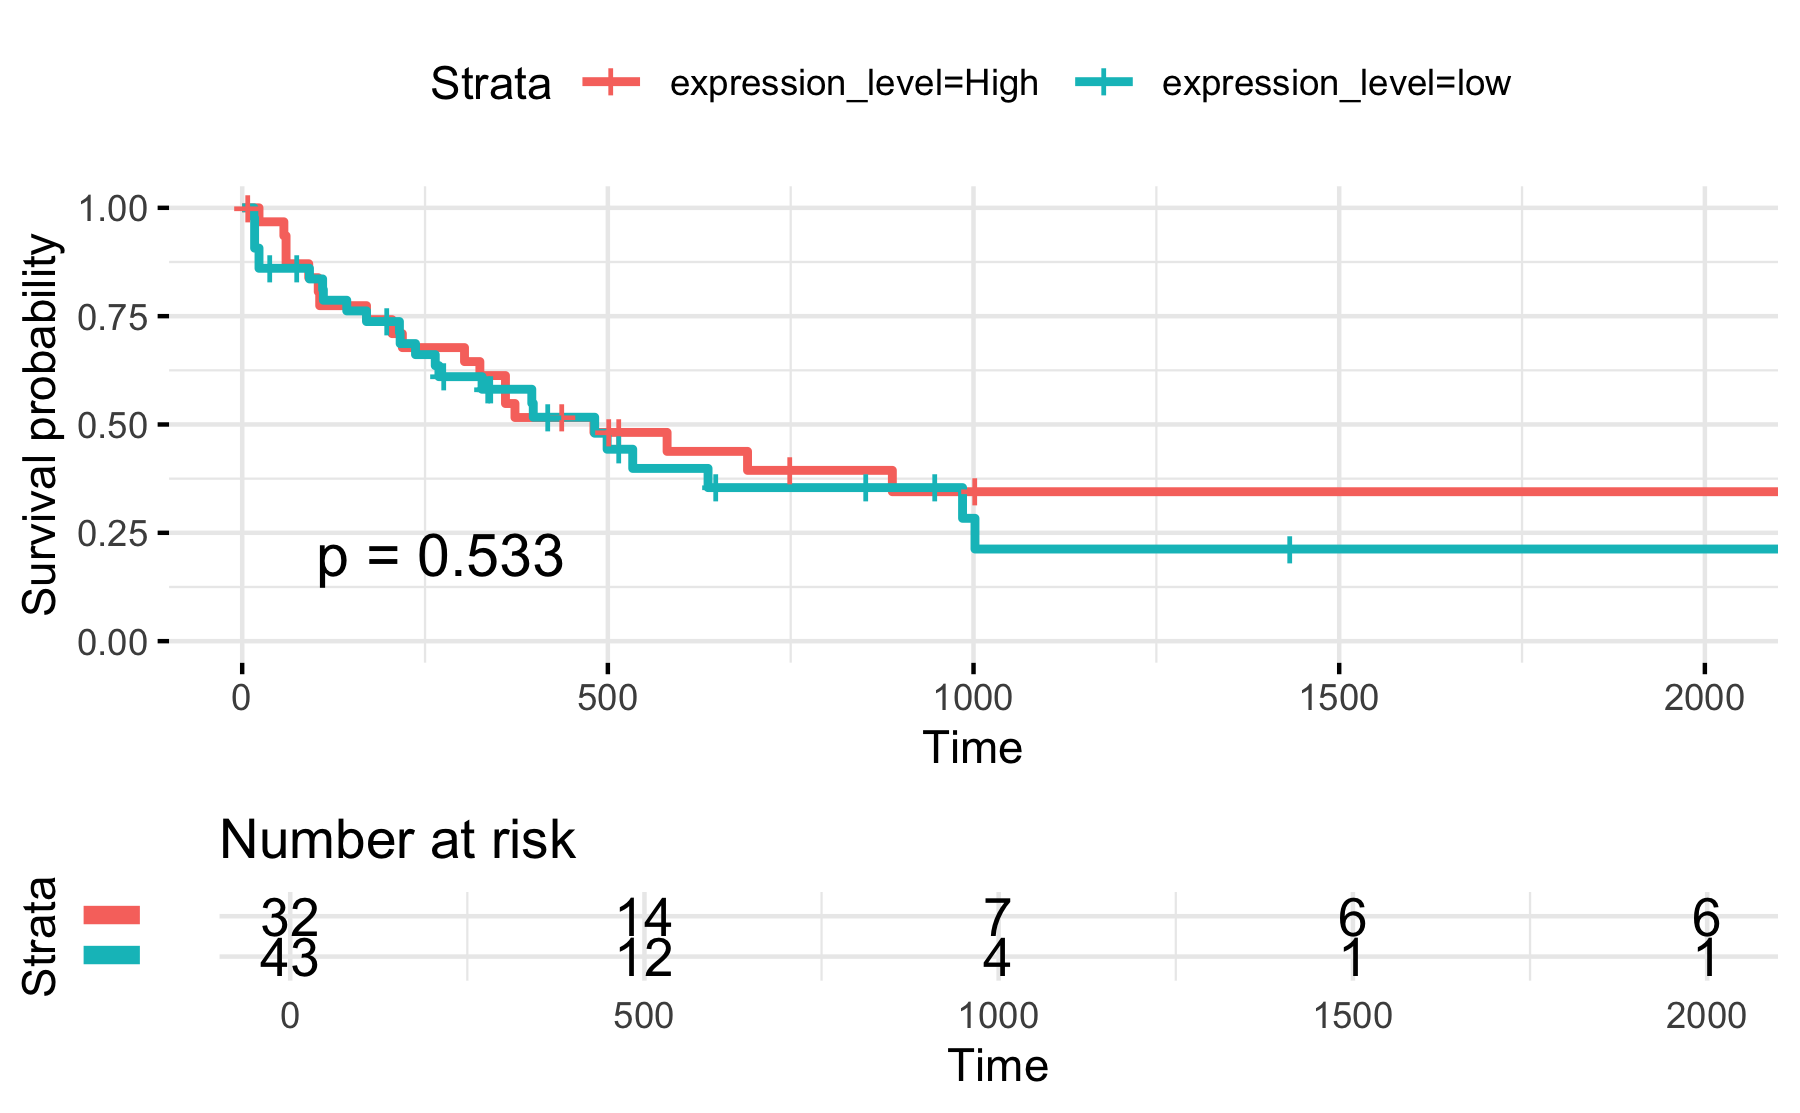 Strata expression_level=High expression_level=low
Survival probability
1.00
0.75
0.50
0.25
0.00
p = 0.533
0 500 1000 1500 2000
Time
Number at risk
Strata
32 14 7 6 6
43 12 4 1 1
0 500 1000 1500 2000
Time